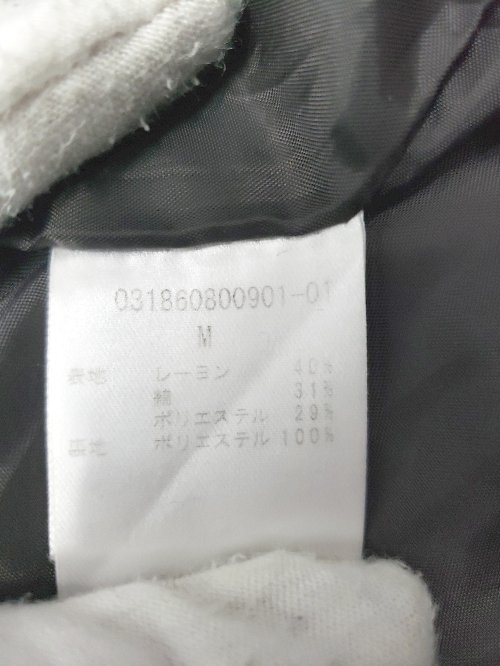 031860800901-01
M
表地 レーヨン 40%
綿 31%
ポリエステル 29%
裏地 ポリエステル 100%